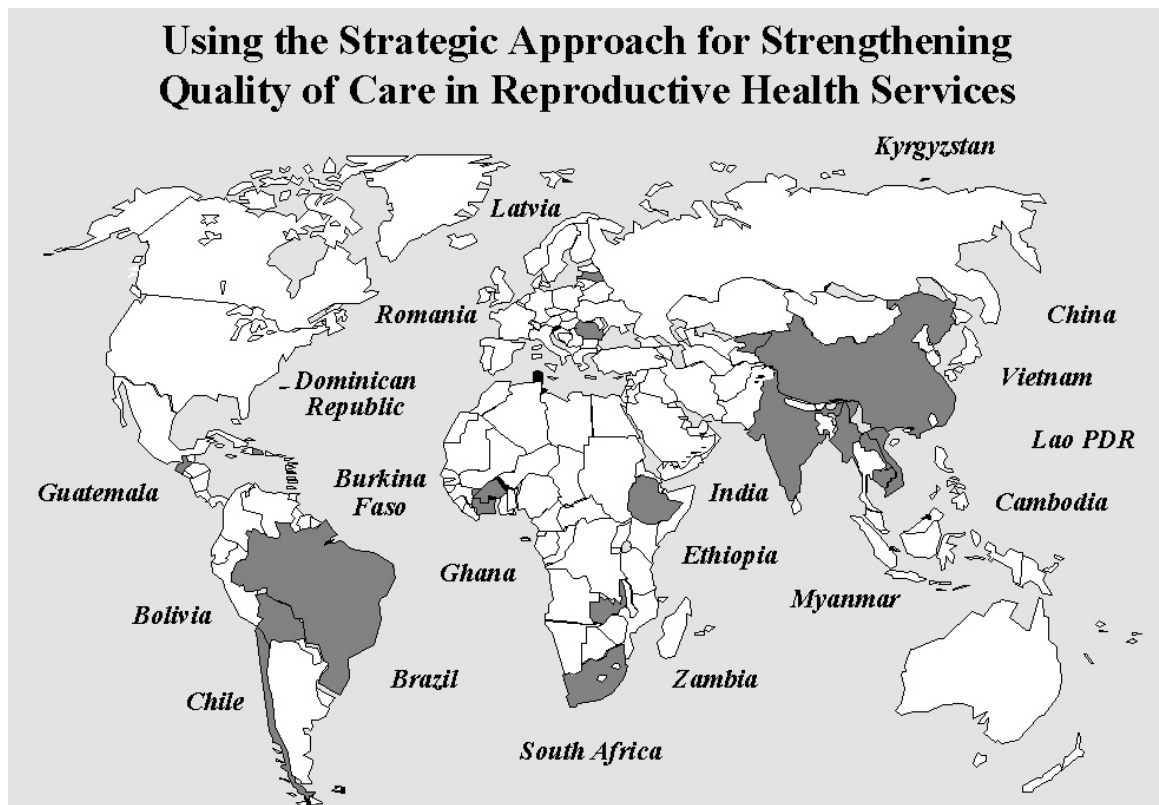 Using the Strategic Approach for Strengthening
Quality of Care in Reproductive Health Services
Kyrgyzstan
Latvia
Romania
China
Dominican
Republic
Vietnam
Lao PDR
Guatemala
Burkina
Faso
India
Cambodia
Ghana
Ethiopia
Myanmar
Bolivia
Brazil
Zambia
Chile
South Africa